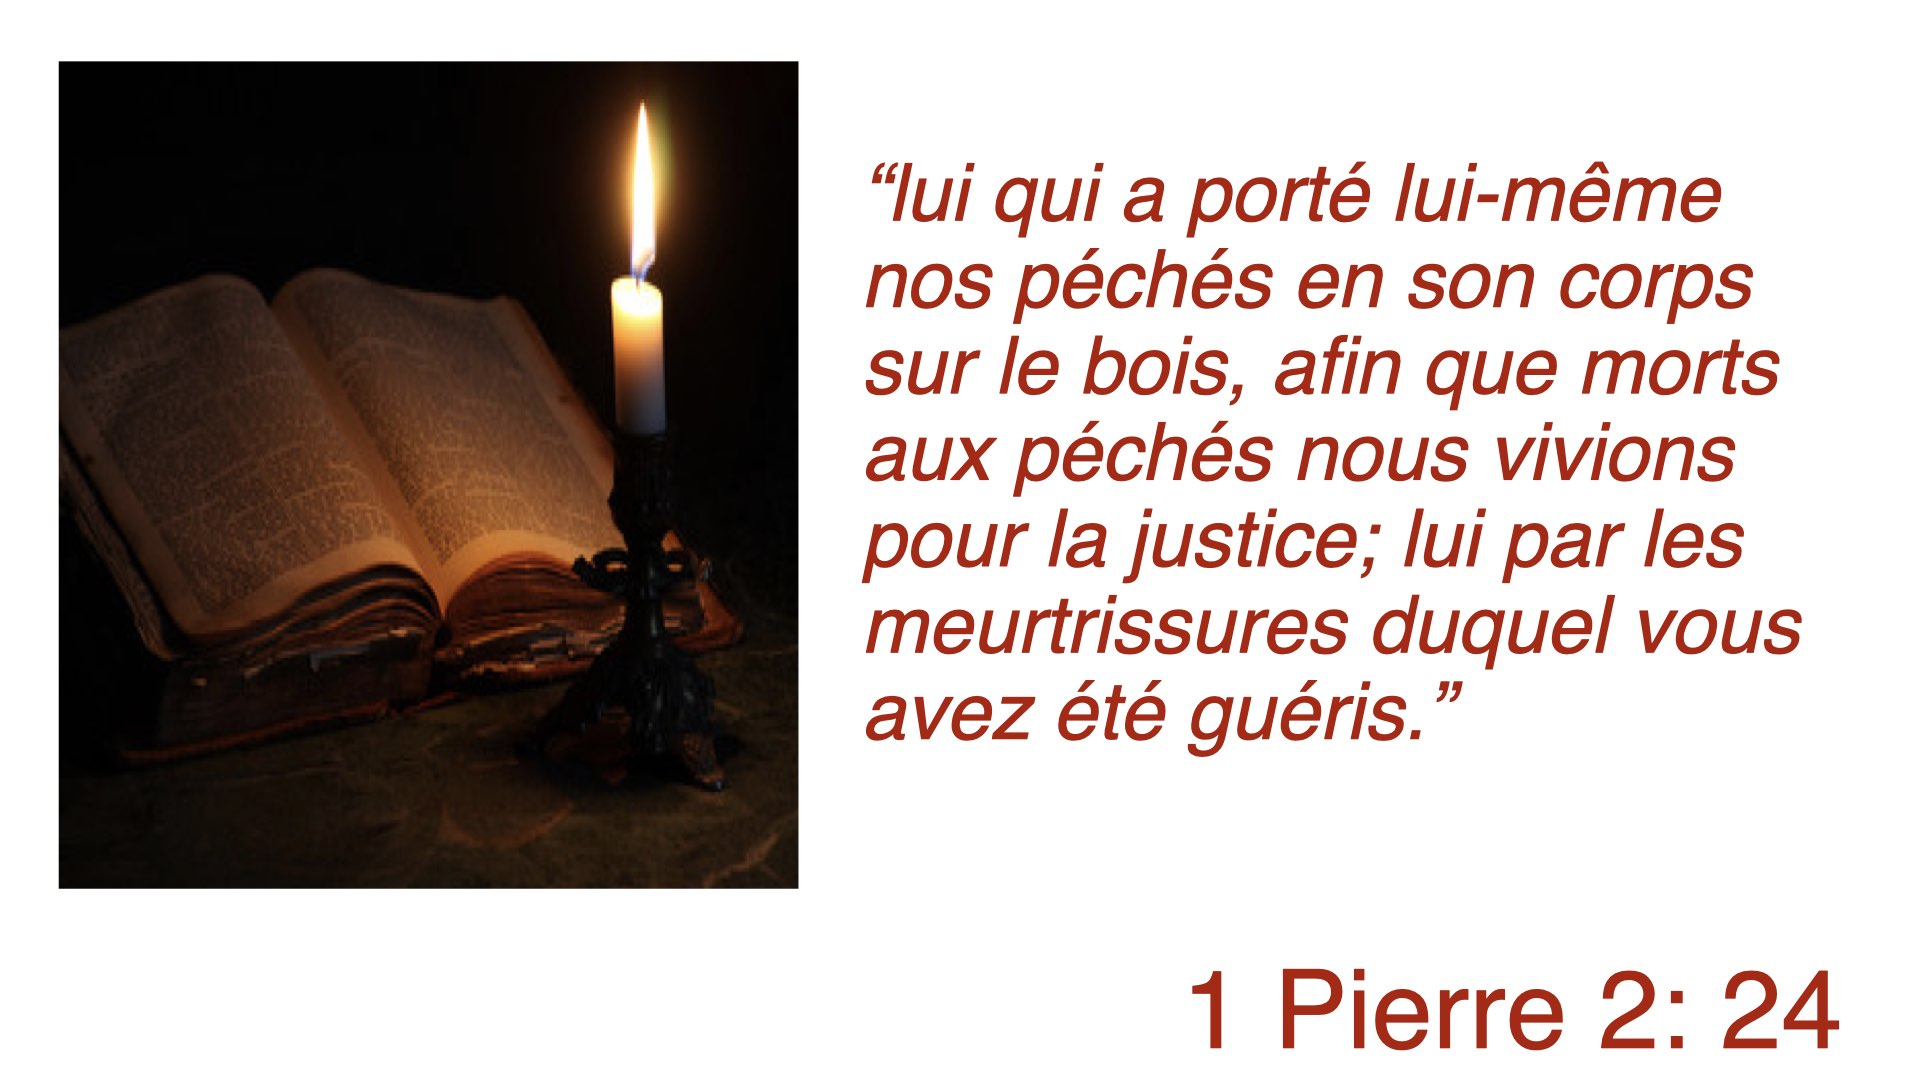 “lui qui a porté lui-même
nos péchés en son corps
sur le bois, afin que morts
aux péchés nous vivions
pour la justice; lui par les
meurtrissures duquel vous
avez été guéris.”
1 Pierre 2: 24